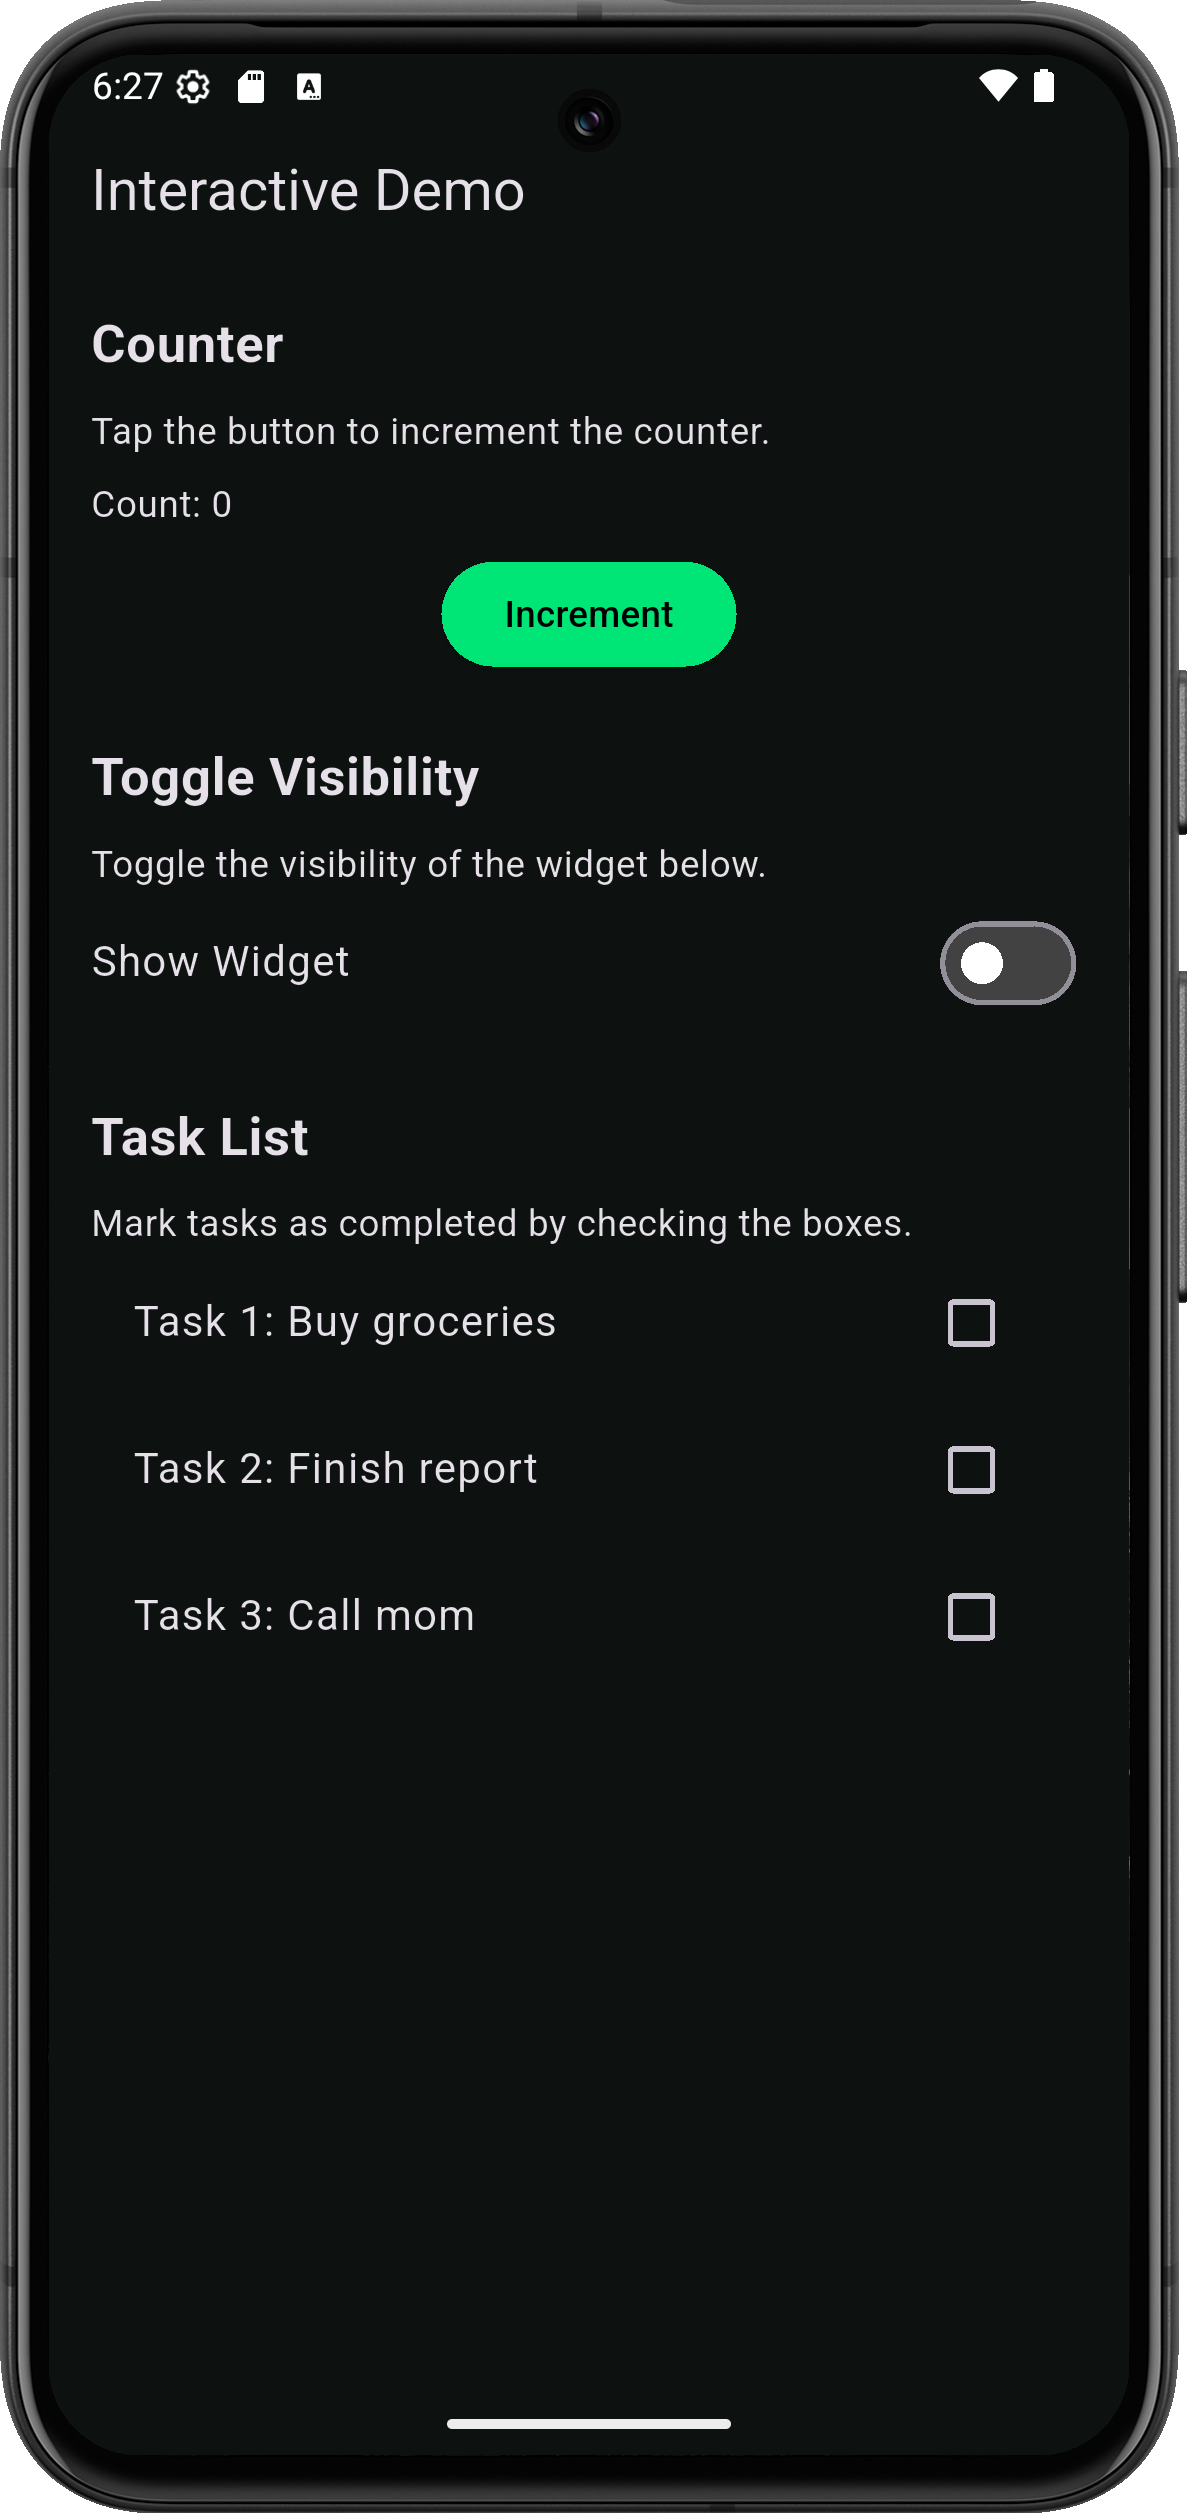 6:27
Interactive Demo
Counter
Tap the button to increment the counter.
Count: 0
Increment
Toggle Visibility
Toggle the visibility of the widget below.
Show Widget
Task List
Mark tasks as completed by checking the boxes.
Task 1: Buy groceries
Task 2: Finish report
Task 3: Call mom